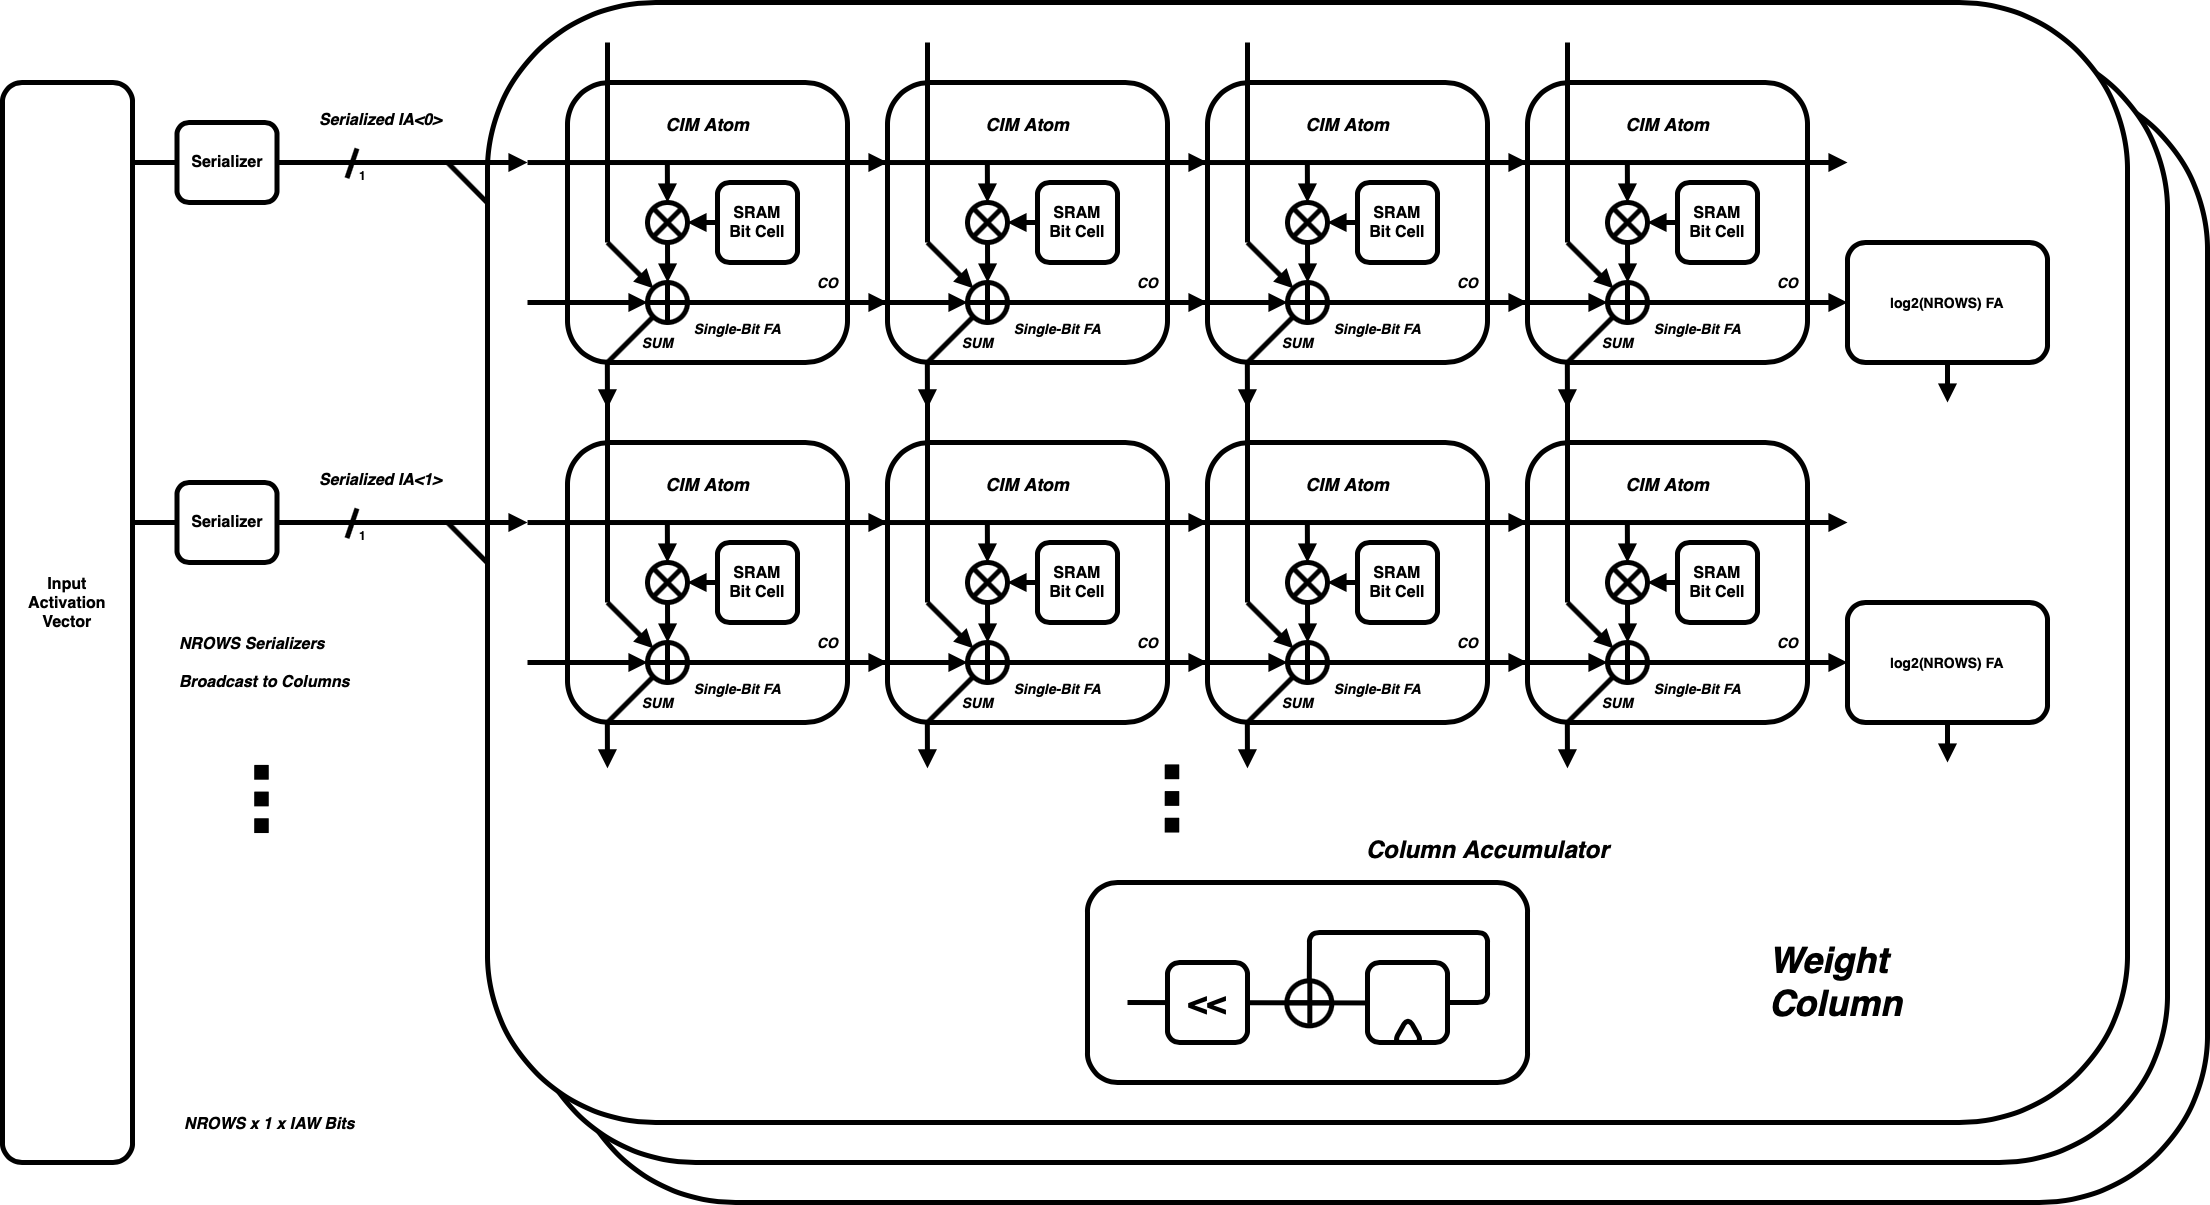 Serialized IA<0>
Serializer
1
CIM Atom
CIM Atom
CIM Atom
CIM Atom
SRAM
Bit Cell
SRAM
Bit Cell
SRAM
Bit Cell
SRAM
Bit Cell
CO
CO
CO
CO
log2(NROWS) FA
Single-Bit FA
Single-Bit FA
Single-Bit FA
Single-Bit FA
SUM
SUM
SUM
SUM
Serialized IA<1>
Serializer
1
CIM Atom
CIM Atom
CIM Atom
CIM Atom
SRAM
Bit Cell
SRAM
Bit Cell
SRAM
Bit Cell
SRAM
Bit Cell
Input
Activation
Vector
CO
CO
CO
CO
log2(NROWS) FA
Single-Bit FA
Single-Bit FA
Single-Bit FA
Single-Bit FA
SUM
SUM
SUM
SUM
NROWS Serializers
Broadcast to Columns
Column Accumulator
<<
Weight
Column
NROWS x 1 x IAW Bits